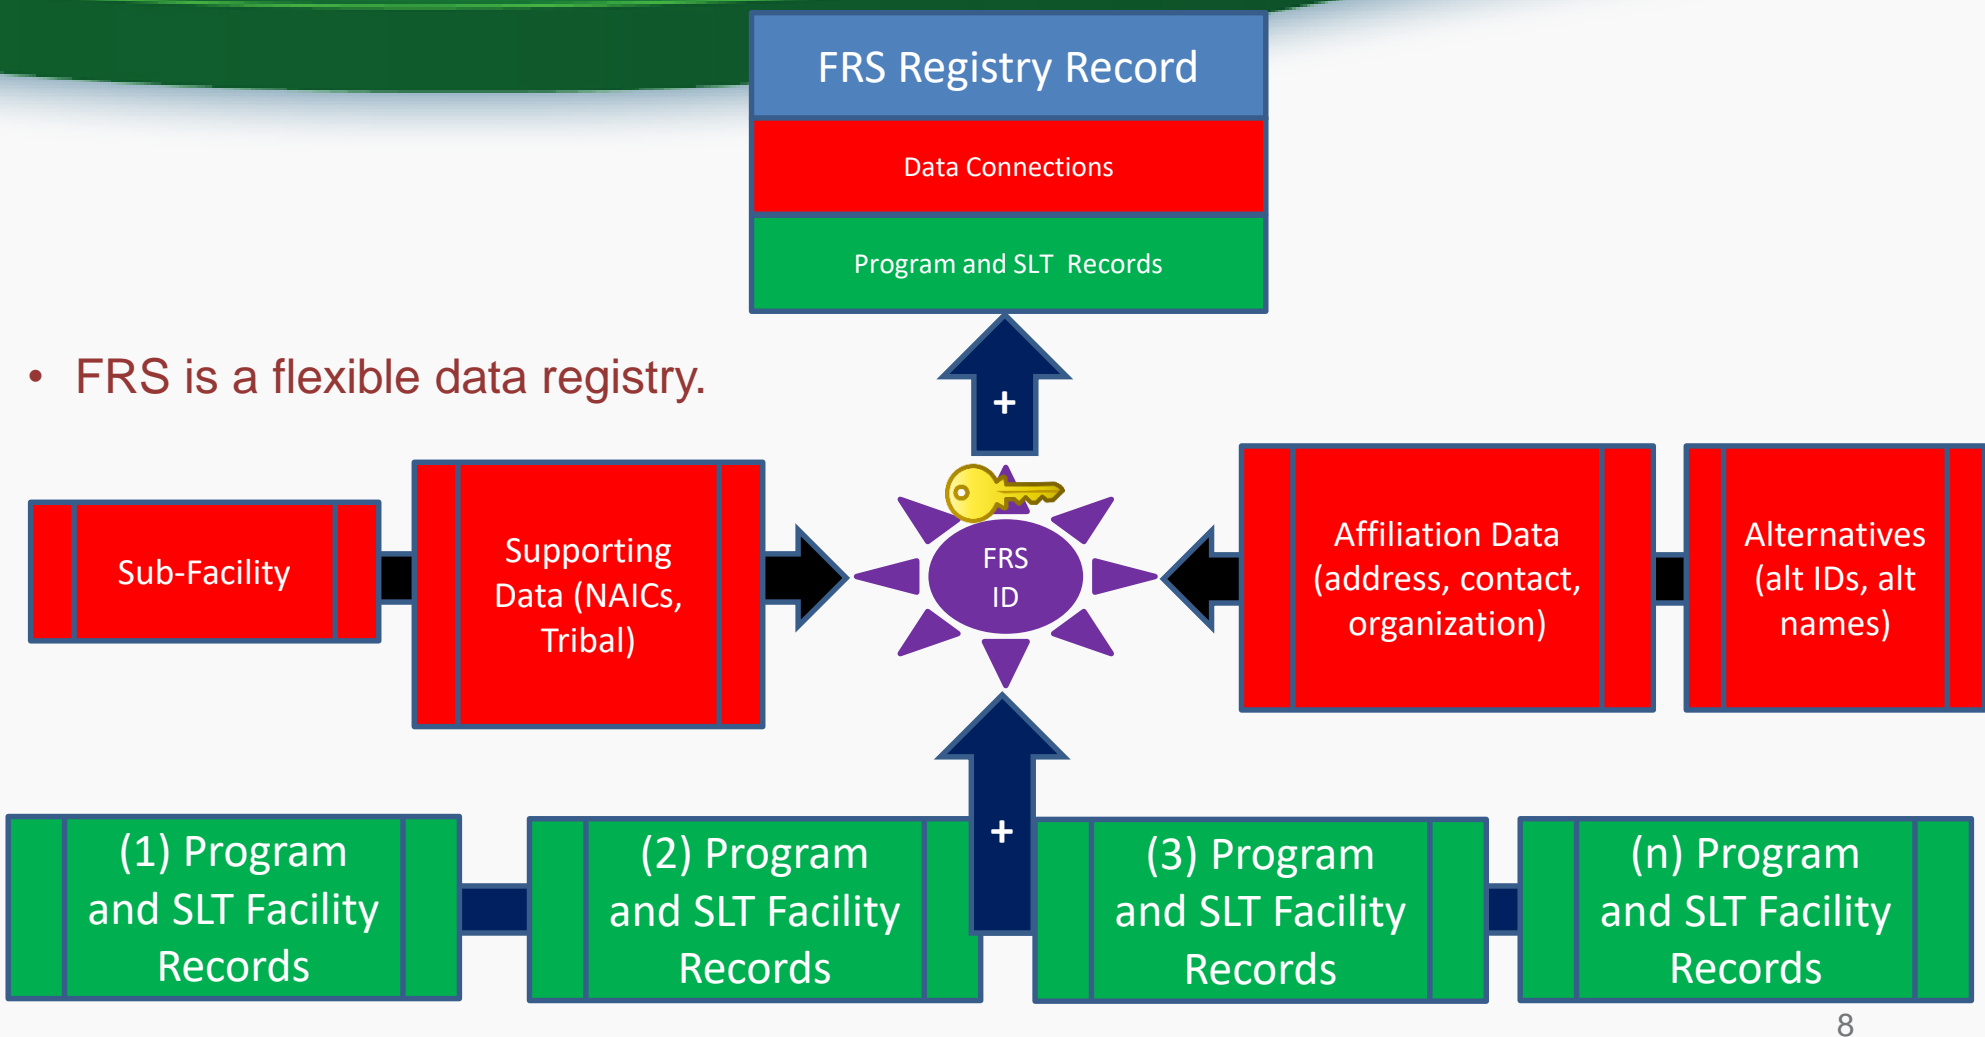 FRS Registry Record
Data Connections
Program and SLT  Records
• FRS is a flexible data registry.
+
Sub-Facility
Supporting
Data (NAICs,
Tribal)
FRS
ID
Affiliation Data
(address, contact,
organization)
Alternatives
(alt IDs, alt
names)
+
(1) Program
and SLT Facility
Records
(2) Program
and SLT Facility
Records
(3) Program
and SLT Facility
Records
(n) Program
and SLT Facility
Records
8